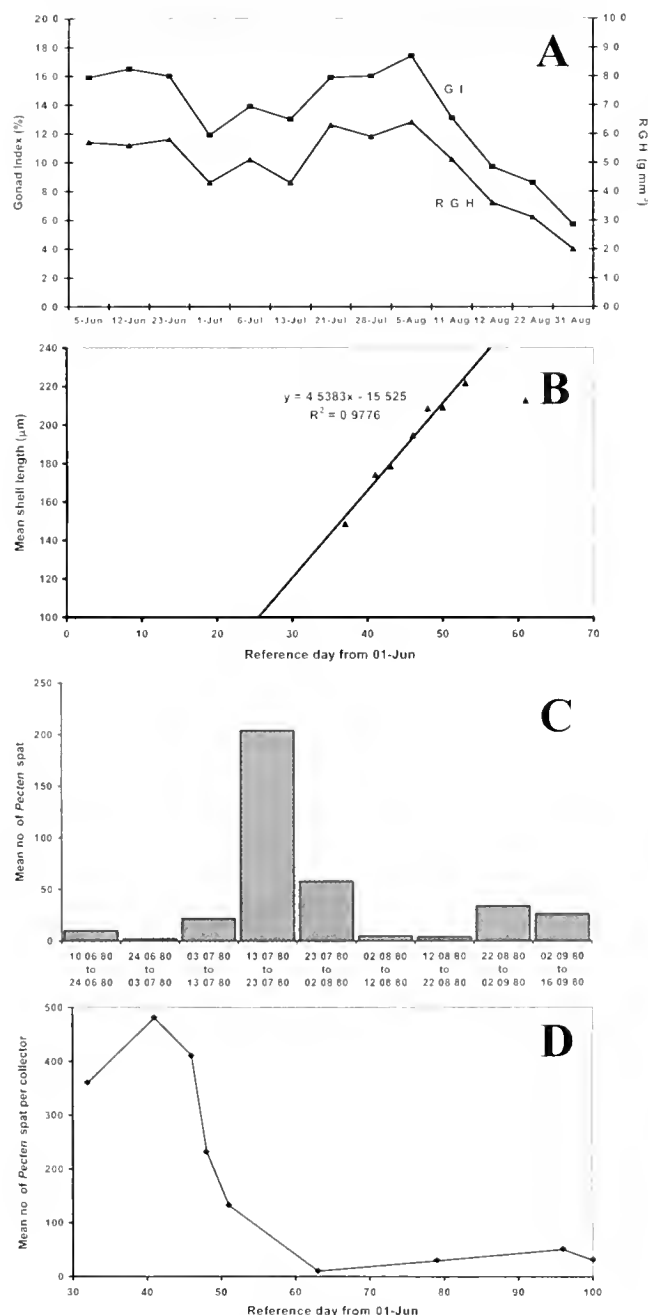 A
Gonad Index (%)
20 0
18 0
16 0
14 0
12 0
10 0
8 0
6 0
4 0
2 0
0 0
G I
R G H
10 0
9 0
8 0
7 0
6 0
5 0
4 0
3 0
2 0
1 0
0 0
R G H (g mm⁻³)
5-Jun 12-Jun 23-Jun 1-Jul 6-Jul 13-Jul 21-Jul 28-Jul 5-Aug 11 Aug 12 Aug 22 Aug 31 Aug
B
Mean shell length (µm)
240
220
200
180
160
140
120
100
y = 4 5383x - 15 525
R² = 0 9776
0 10 20 30 40 50 60 70
Reference day from 01-Jun
C
Mean no of Pecten spat
250
200
150
100
50
0
10 06 80 24 06 80 03 07 80 13 07 80 23 07 80 02 08 80 12 08 80 22 08 80 02 09 80
to to to to to to to to to
24 06 80 03 07 80 13 07 80 23 07 80 02 08 80 12 08 80 22 08 80 02 09 80 16 09 80
D
Mean no of Pecten spat per collector
500
400
300
200
100
0
30 40 50 60 70 80 90 100
Reference day from 01-Jun